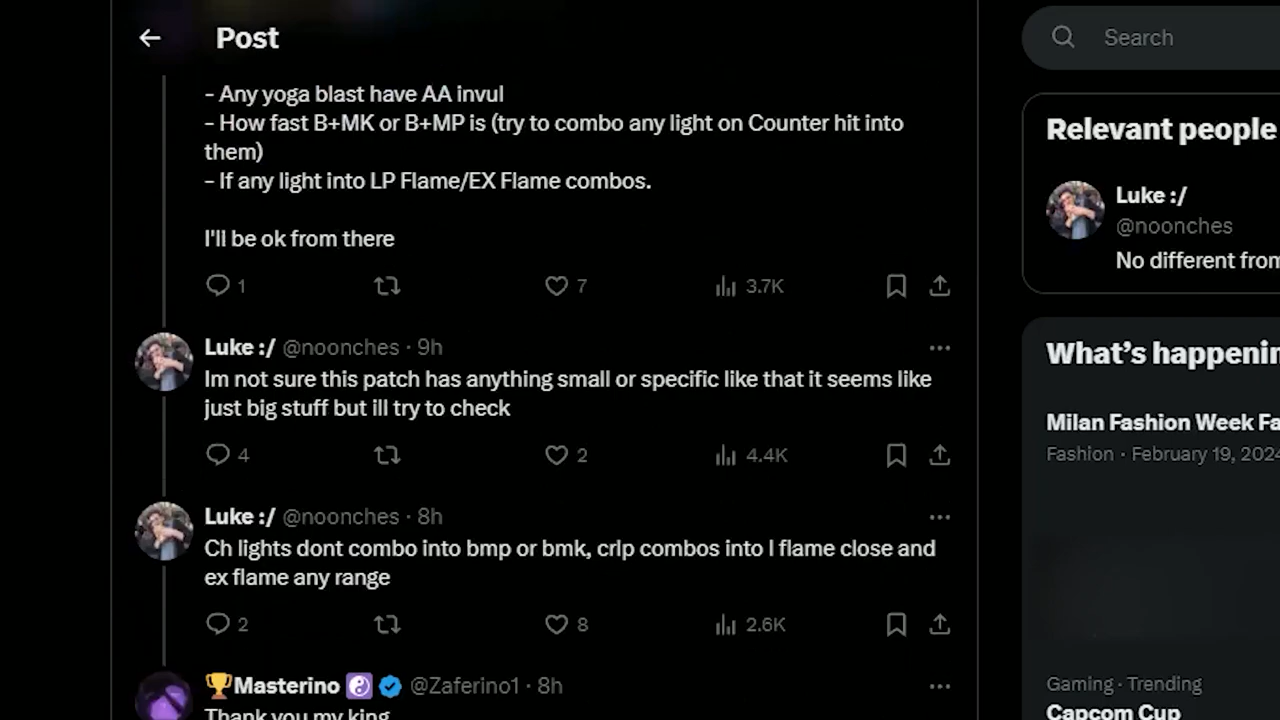 Post
Search
- Any yoga blast have AA invul
- How fast B+MK or B+MP is (try to combo any light on Counter hit into
them)
- If any light into LP Flame/EX Flame combos.
I'll be ok from there
1
7
3.7K
Luke :/ @noonches · 9h
Im not sure this patch has anything small or specific like that it seems like
just big stuff but ill try to check
4
2
4.4K
Luke :/ @noonches · 8h
Ch lights dont combo into bmp or bmk, crlp combos into l flame close and
ex flame any range
2
8
2.6K
🏆Masterino ☯️ @Zaferino1 · 8h
Thank you my king
Relevant people
Luke :/
@noonches
No different from
What's happenin
Milan Fashion Week Fa
Fashion · February 19, 2024
Gaming · Trending
Capcom Cup